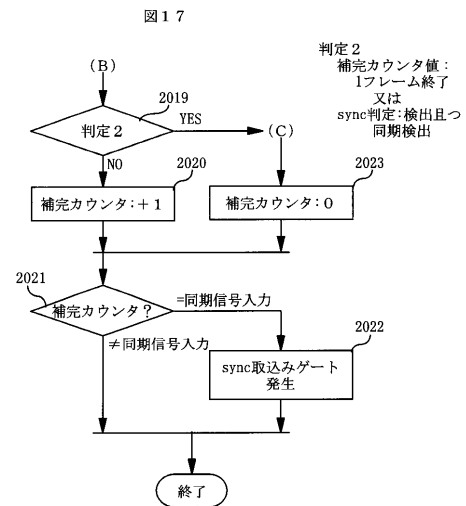 図17
判定2
補完カウンタ値：
1フレーム終了
又は
sync判定：検出且つ
同期検出
(B)
2019
判定2
YES
(C)
NO
2020
2023
補完カウンタ：+1
補完カウンタ：0
2021
補完カウンタ？
=同期信号入力
≠同期信号入力
2022
sync取込みゲート
発生
終了